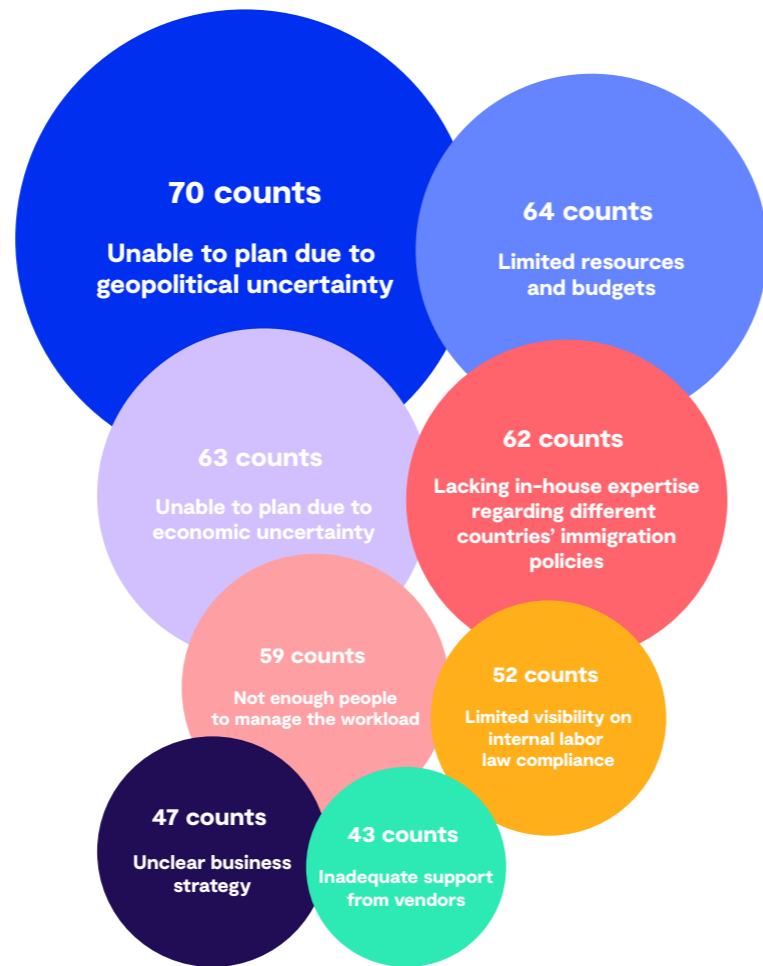 70 counts
Unable to plan due to
geopolitical uncertainty
64 counts
Limited resources
and budgets
63 counts
Unable to plan due to
economic uncertainty
62 counts
Lacking in-house expertise
regarding different
countries’ immigration
policies
59 counts
Not enough people
to manage the workload
52 counts
Limited visibility on
internal labor
law compliance
47 counts
Unclear business
strategy
43 counts
Inadequate support
from vendors